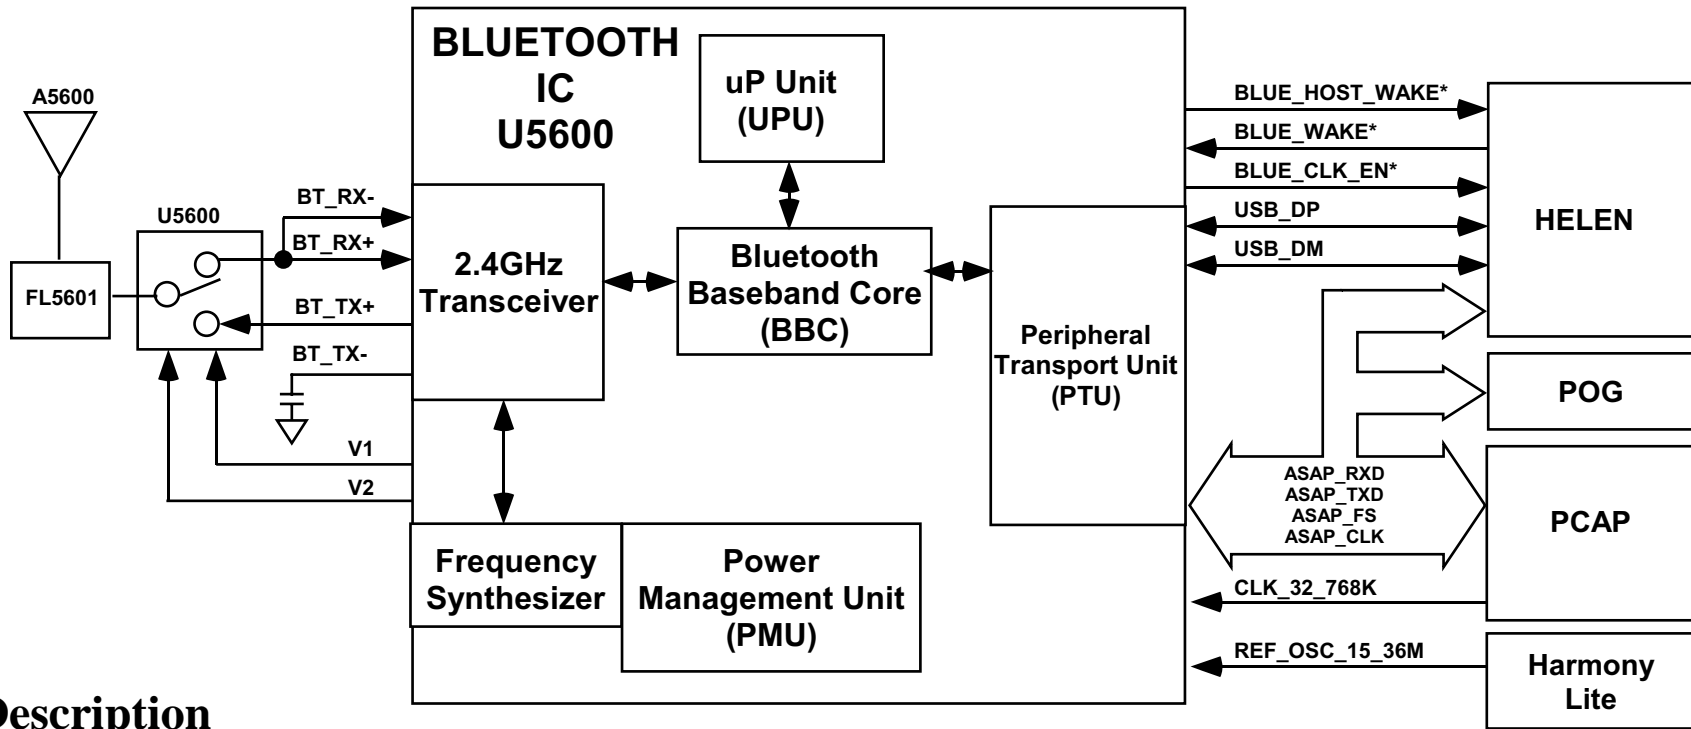 BLUETOOTH
IC
U5600
uP Unit
(UPU)
A5600
U5600
FL5601
BT_RX-
BT_RX+
BT_TX+
BT_TX-
V1
V2
2.4GHz
Transceiver
Bluetooth
Baseband Core
(BBC)
Peripheral
Transport Unit
(PTU)
Frequency
Synthesizer
Power
Management Unit
(PMU)
BLUE_HOST_WAKE*
BLUE_WAKE*
BLUE_CLK_EN*
USB_DP
USB_DM
HELEN
POG
ASAP_RXD
ASAP_TXD
ASAP_FS
ASAP_CLK
PCAP
CLK_32_768K
REF_OSC_15_36M
Harmony
Lite
Description